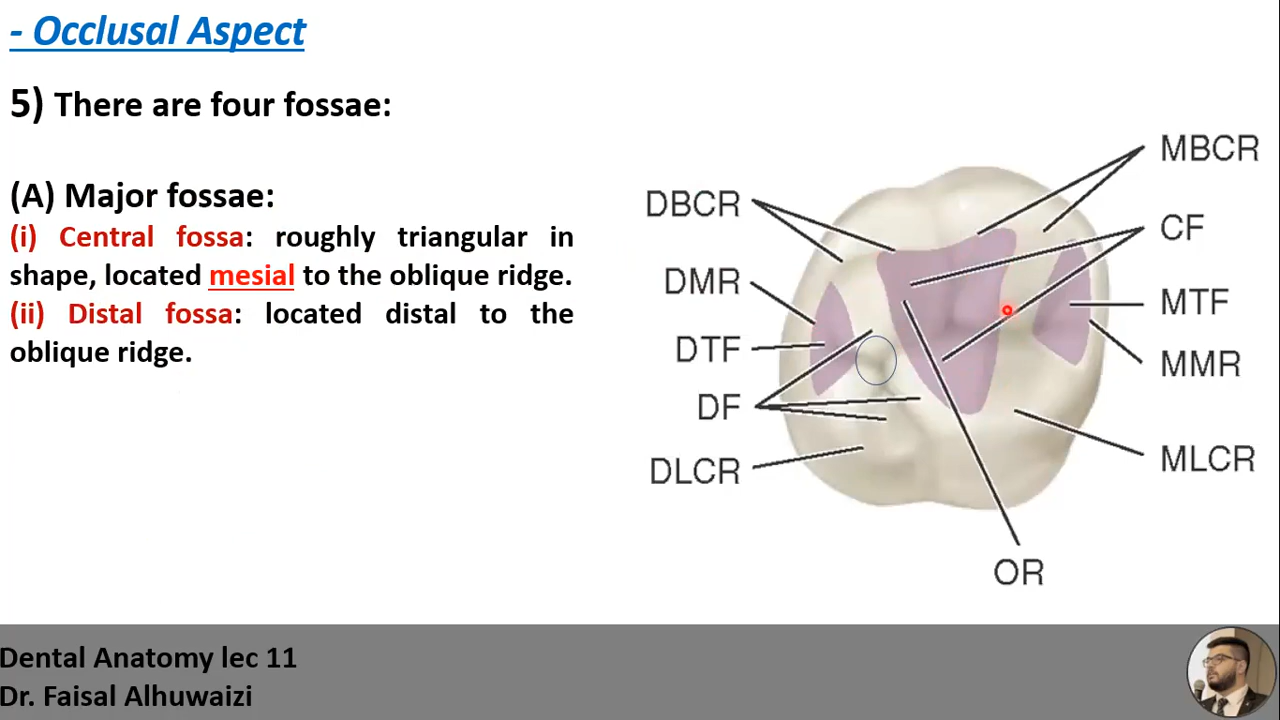 - Occlusal Aspect
5) There are four fossae:
(A) Major fossae:
(i) Central fossa: roughly triangular in
shape, located mesial to the oblique ridge.
(ii) Distal fossa: located distal to the
oblique ridge.
MBCR
DBCR
CF
DMR
MTF
DTF
MMR
DF
DLCR
MLCR
OR
Dental Anatomy lec 11
Dr. Faisal Alhuwaizi